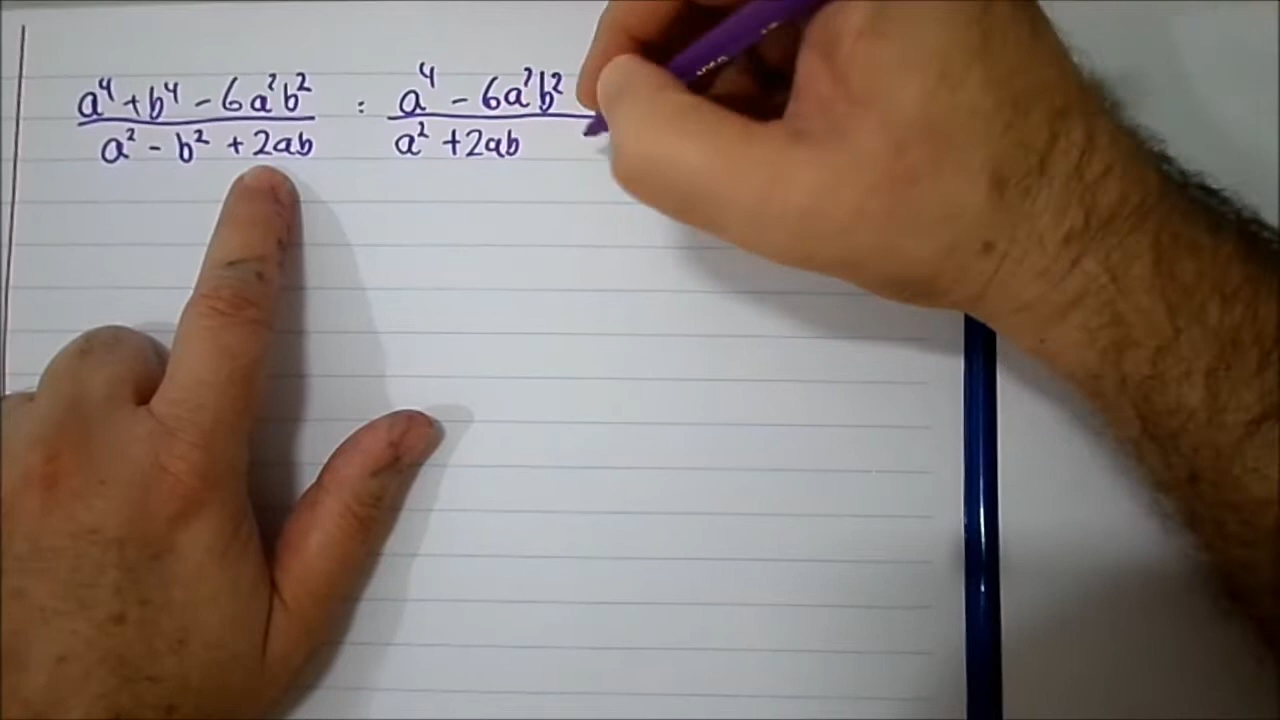 a⁴ + b⁴ - 6a²b² : a⁴ - 6a²b²
a² - b² + 2ab a² + 2ab